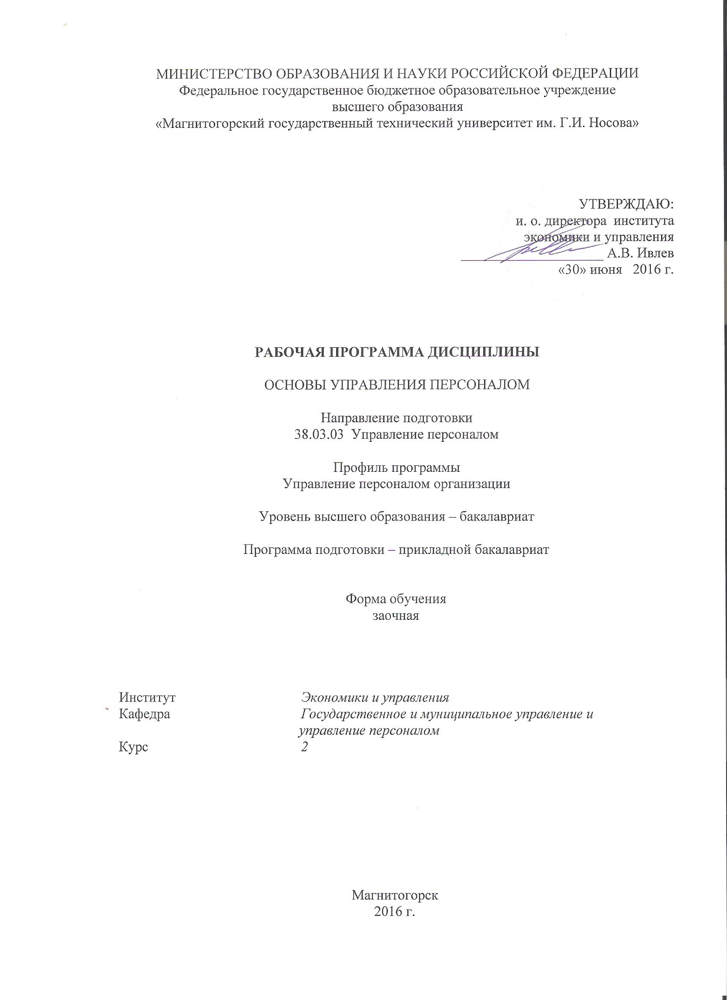 МИНИСТЕРСТВО ОБРАЗОВАНИЯ И НАУКИ РОССИЙСКОЙ ФЕДЕРАЦИИ
Федеральное государственное бюджетное образовательное учреждение
высшего образования
«Магнитогорский государственный технический университет им. Г.И. Носова»
УТВЕРЖДАЮ:
и. о. директора института
экономики и управления
А.В. Ивлев
«30» июня 2016 г.
РАБОЧАЯ ПРОГРАММА ДИСЦИПЛИНЫ
ОСНОВЫ УПРАВЛЕНИЯ ПЕРСОНАЛОМ
Направление подготовки
38.03.03 Управление персоналом
Профиль программы
Управление персоналом организации
Уровень высшего образования – бакалавриат
Программа подготовки – прикладной бакалавриат
Форма обучения
заочная
Институт Экономики и управления
Кафедра Государственное и муниципальное управление и
управление персоналом
Курс 2
Магнитогорск
2016 г.